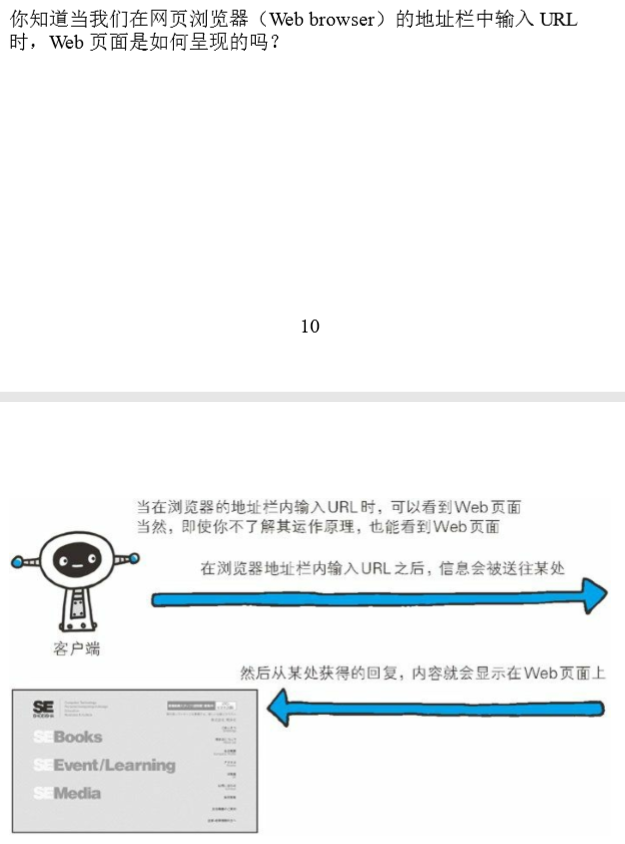 你知道当我们在网页浏览器（Web browser）的地址栏中输入 URL
时，Web 页面是如何呈现的吗？
10
当在浏览器的地址栏内输入URL时，可以看到Web页面
当然，即使你不了解其运作原理，也能看到Web页面
在浏览器地址栏内输入URL之后，信息会被送往某处
客户端
然后从某处获得的回复，内容就会显示在Web页面上
SE
SEBooks
SEEvent/Learning
SEMedia